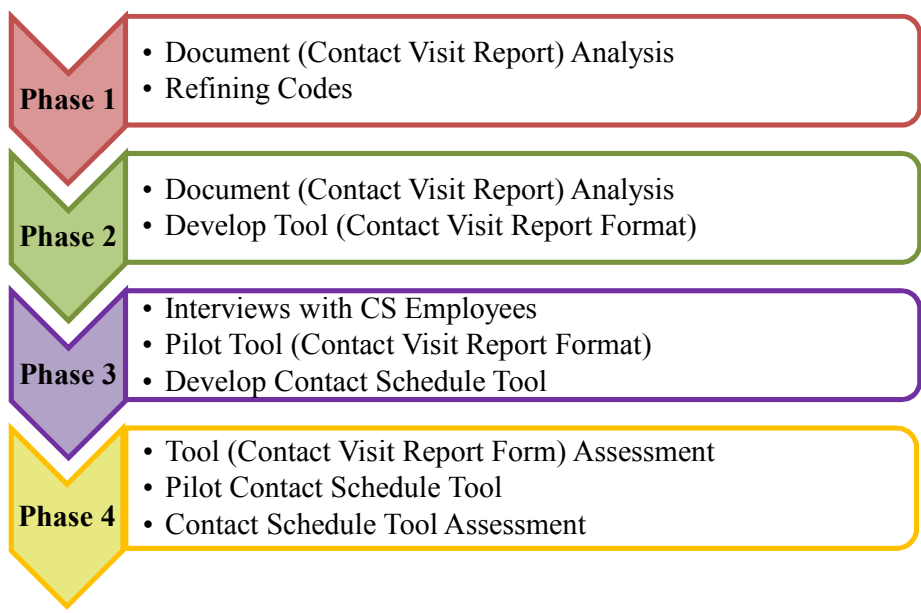 Phase 1
• Document (Contact Visit Report) Analysis
• Refining Codes
Phase 2
• Document (Contact Visit Report) Analysis
• Develop Tool (Contact Visit Report Format)
Phase 3
• Interviews with CS Employees
• Pilot Tool (Contact Visit Report Format)
• Develop Contact Schedule Tool
Phase 4
• Tool (Contact Visit Report Form) Assessment
• Pilot Contact Schedule Tool
• Contact Schedule Tool Assessment